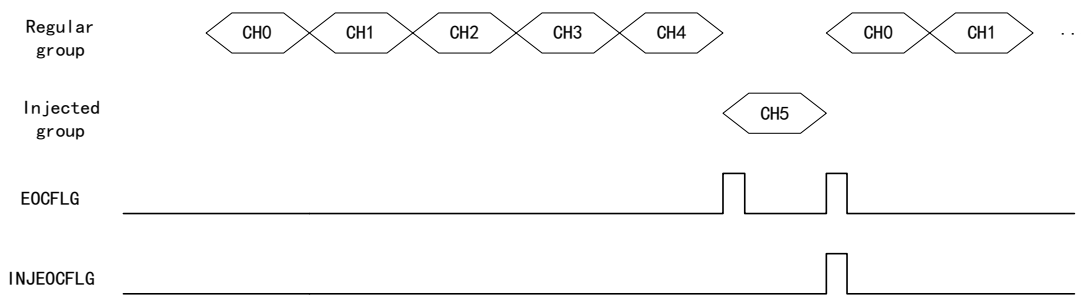 Regular
group
CH0 CH1 CH2 CH3 CH4 CH0 CH1 ..
Injected
group
CH5
EOCFLG
INJEOCFLG